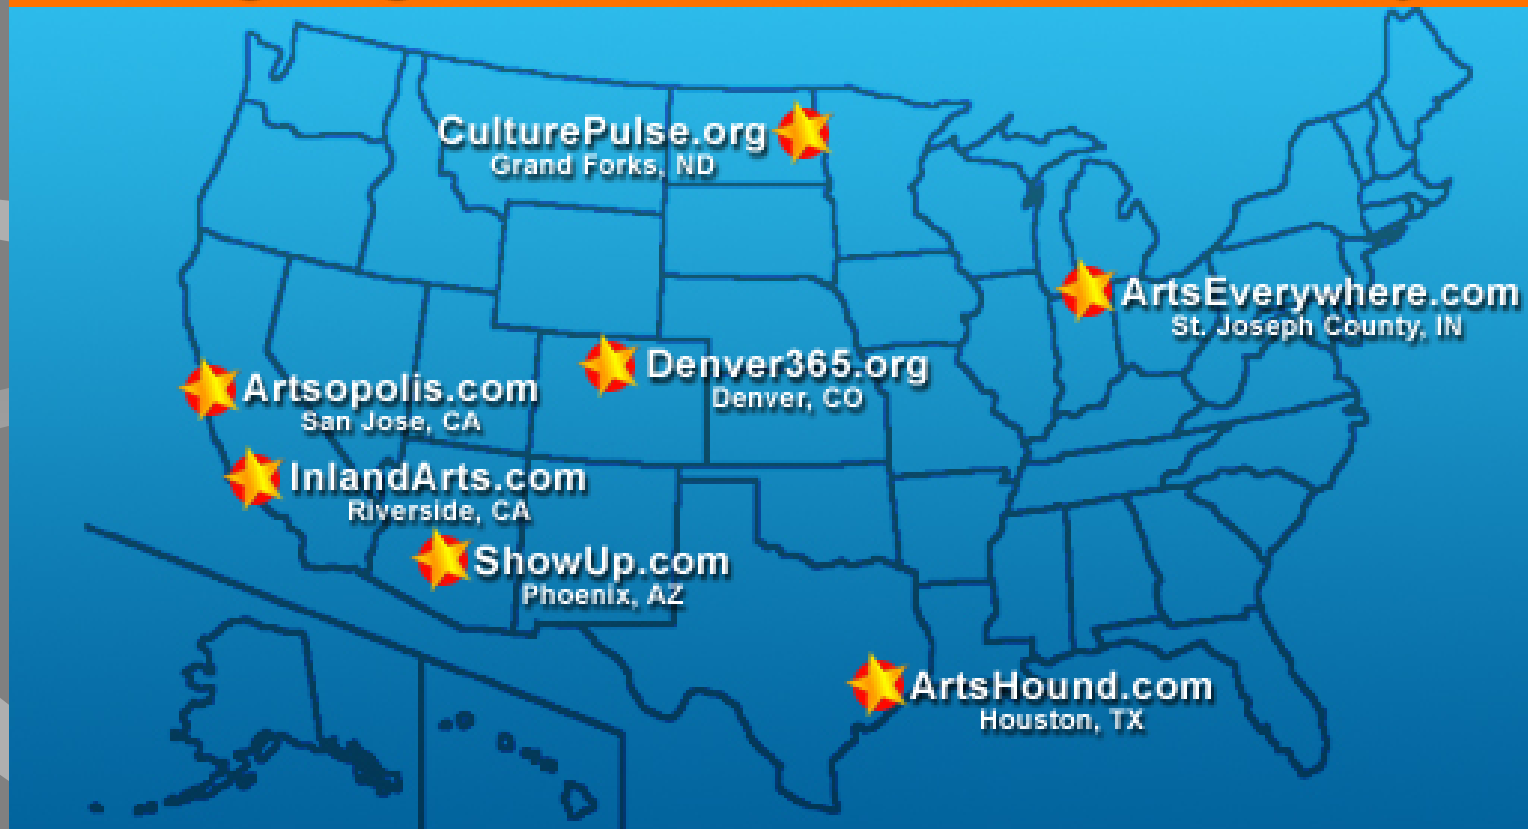 CulturePulse.org
Grand Forks, ND
ArtsEverywhere.com
St. Joseph County, IN
Denver365.org
Denver, CO
Artsopolis.com
San Jose, CA
InlandArts.com
Riverside, CA
ShowUp.com
Phoenix, AZ
ArtsHound.com
Houston, TX